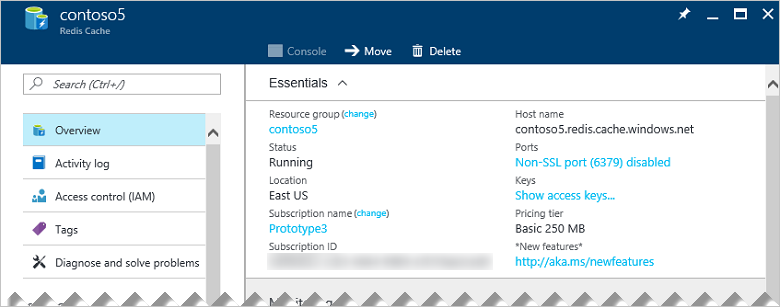 contoso5
Redis Cache
Console Move Delete
Search (Ctrl+/)
Overview
Activity log
Access control (IAM)
Tags
Diagnose and solve problems
Essentials
Resource group (change)
contoso5
Status
Running
Location
East US
Subscription name (change)
Prototype3
Subscription ID
Host name
contoso5.redis.cache.windows.net
Ports
Non-SSL port (6379) disabled
Keys
Show access keys...
Pricing tier
Basic 250 MB
*New features*
http://aka.ms/newfeatures